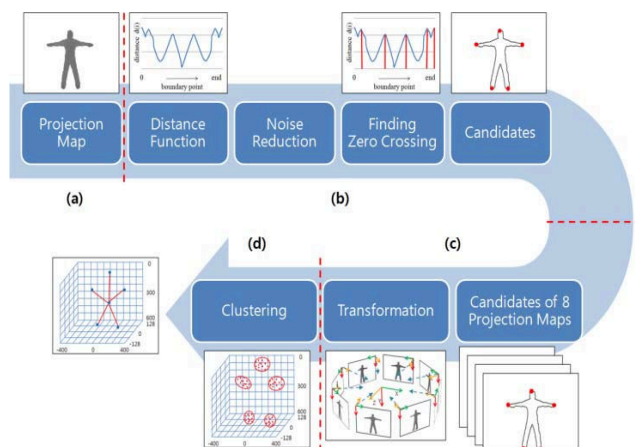 distance d(i)
0
end
boundary point
distance d(i)
0
end
boundary point
Projection
Map
Distance
Function
Noise
Reduction
Finding
Zero Crossing
Candidates
(a)
(b)
(d)
(c)
0
300
600
128
0
-128
-400
0
400
Clustering
Transformation
Candidates of 8
Projection Maps
0
300
600
128
0
-128
-400
0
400